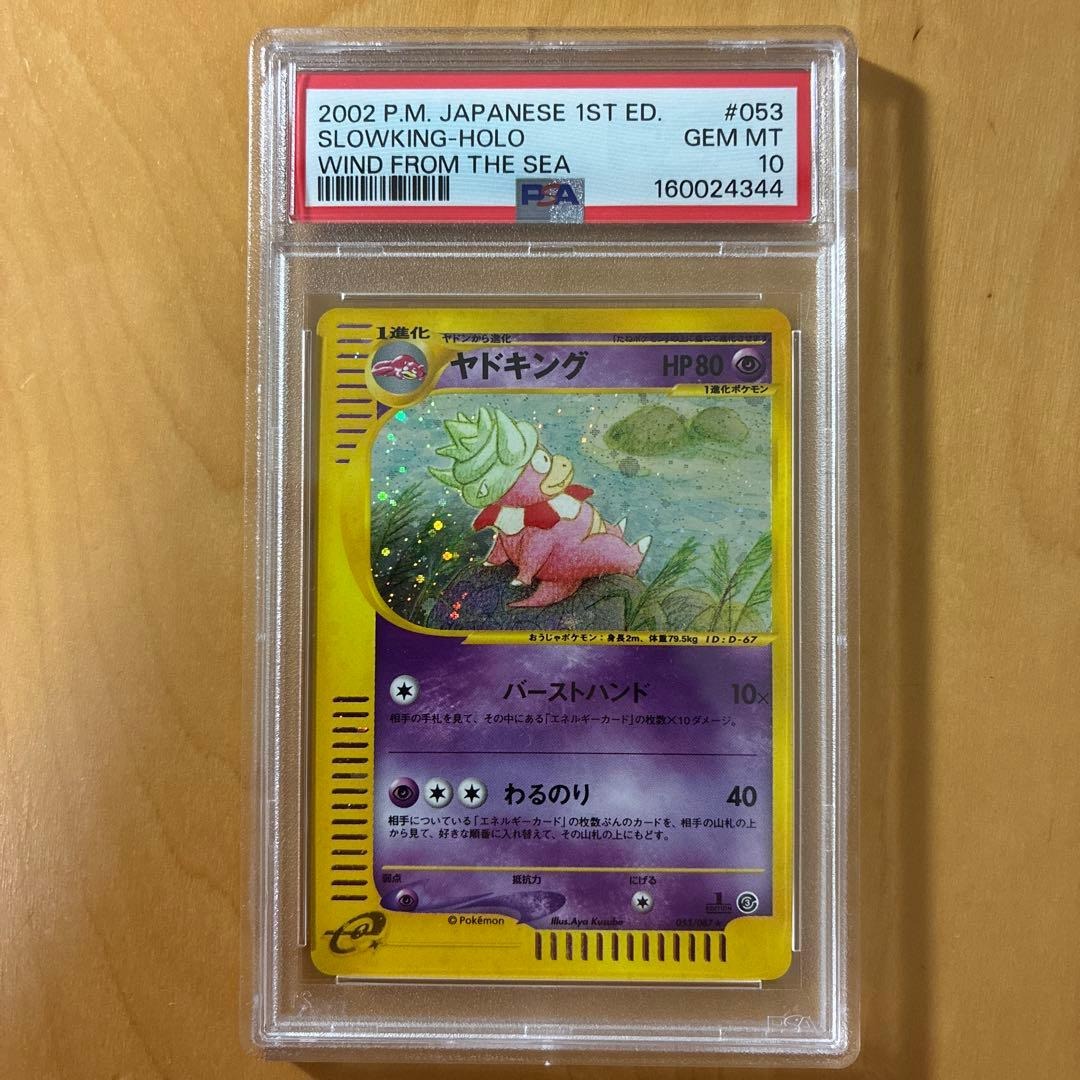 2002 P.M. JAPANESE 1ST ED. #053
SLOWKING-HOLO GEM MT
WIND FROM THE SEA 10
PSA 160024344
1進化 ヤドンから進化
ヤドキング HP80
1進化ポケモン
おうじゃポケモン：身長2m、体重79.5kg ID:D-67
バーストハンド 10×
相手の手札を見て、その中にある「エネルギーカード」の枚数×10ダメージ。
わるのり 40
相手についている「エネルギーカード」の枚数ぶんのカードを、相手の山札の上
から見て、好きな順番に入れ替えて、その山札の上にもどす。
弱点 抵抗力 にげる
1 EDITION 3
©Pokémon Illus.Aya Kusube 053/087★
e
PSA